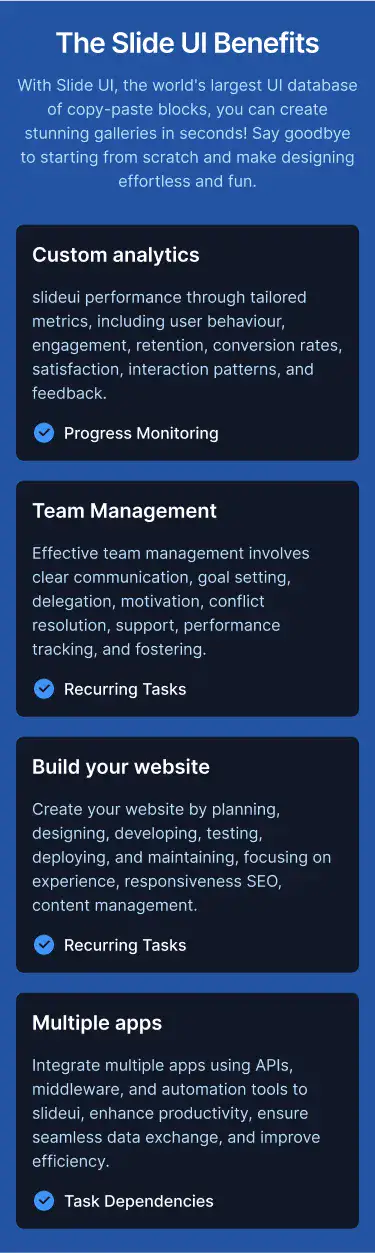 The Slide UI Benefits
With Slide UI, the world's largest UI database
of copy-paste blocks, you can create
stunning galleries in seconds! Say goodbye
to starting from scratch and make designing
effortless and fun.
Custom analytics
slideui performance through tailored
metrics, including user behaviour,
engagement, retention, conversion rates,
satisfaction, interaction patterns, and
feedback.
Progress Monitoring
Team Management
Effective team management involves
clear communication, goal setting,
delegation, motivation, conflict
resolution, support, performance
tracking, and fostering.
Recurring Tasks
Build your website
Create your website by planning,
designing, developing, testing,
deploying, and maintaining, focusing on
experience, responsiveness SEO,
content management.
Recurring Tasks
Multiple apps
Integrate multiple apps using APIs,
middleware, and automation tools to
slideui, enhance productivity, ensure
seamless data exchange, and improve
efficiency.
Task Dependencies